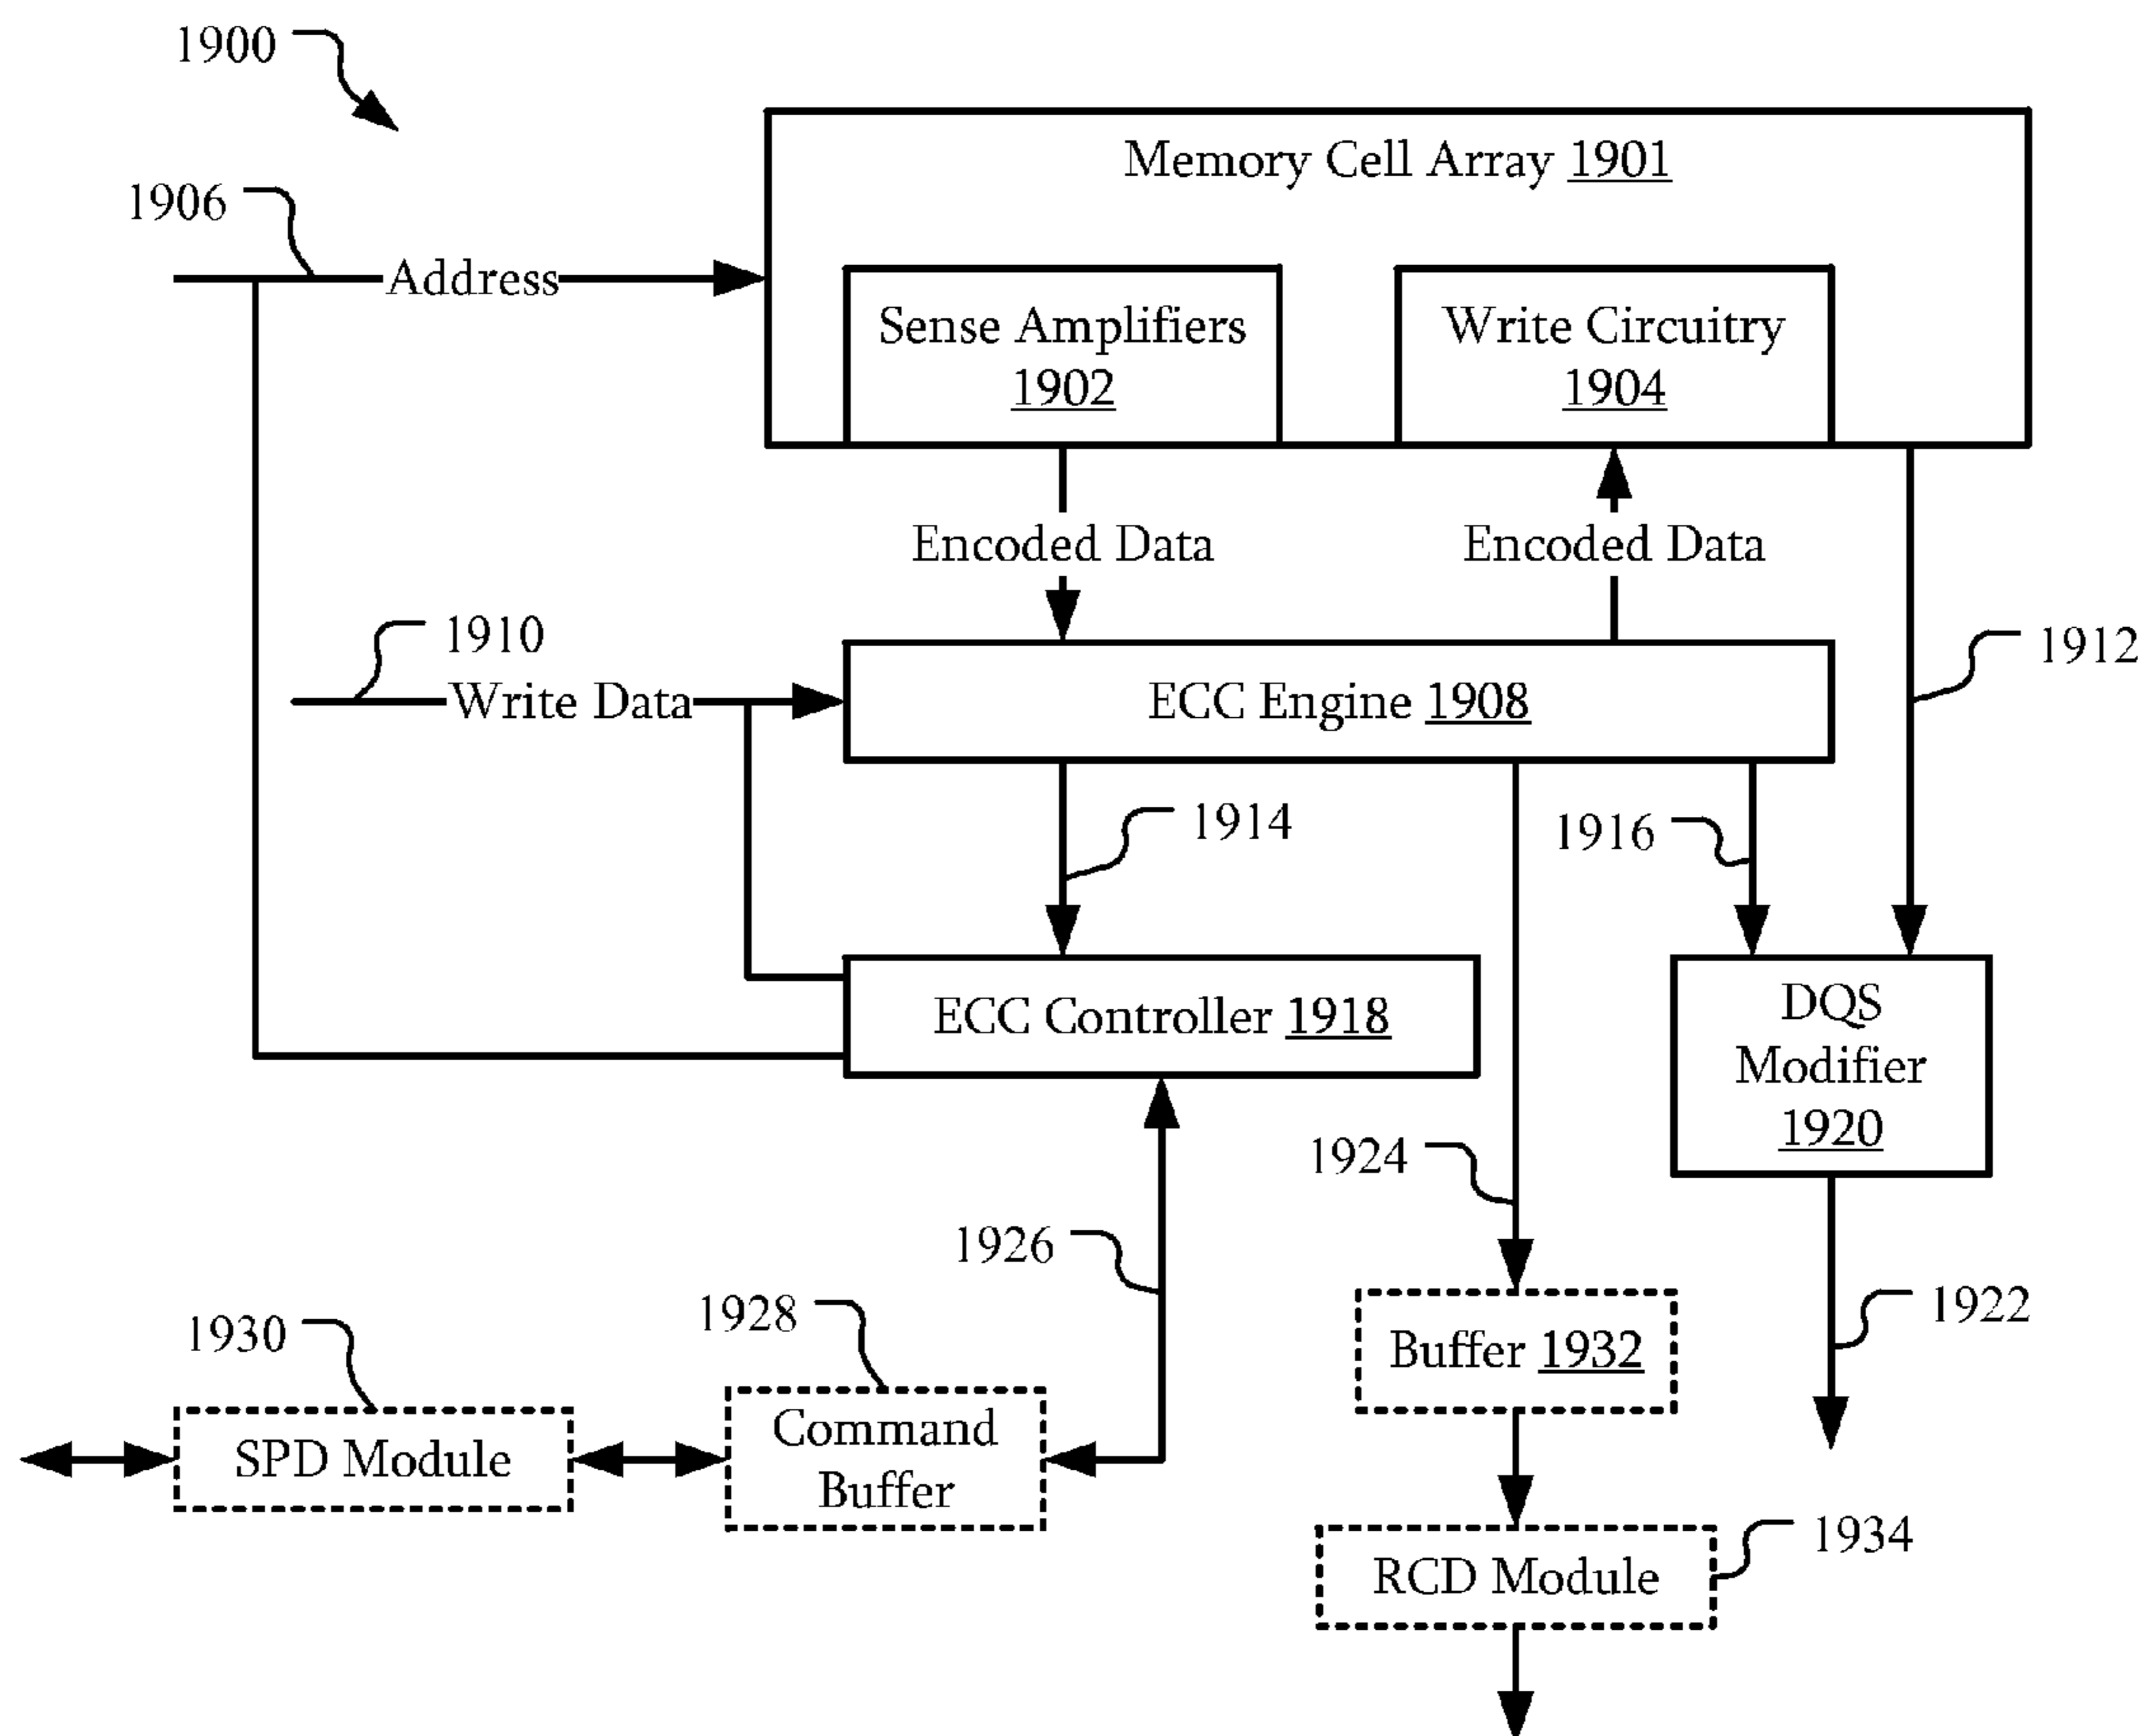 1900
Memory Cell Array 1901
1906
Address
Sense Amplifiers
1902
Write Circuitry
1904
Encoded Data
Encoded Data
1910
1912
Write Data
ECC Engine 1908
1914
1916
ECC Controller 1918
DQS
Modifier
1920
1924
1926
1922
1928
1930
Buffer 1932
Command
Buffer
SPD Module
1934
RCD Module